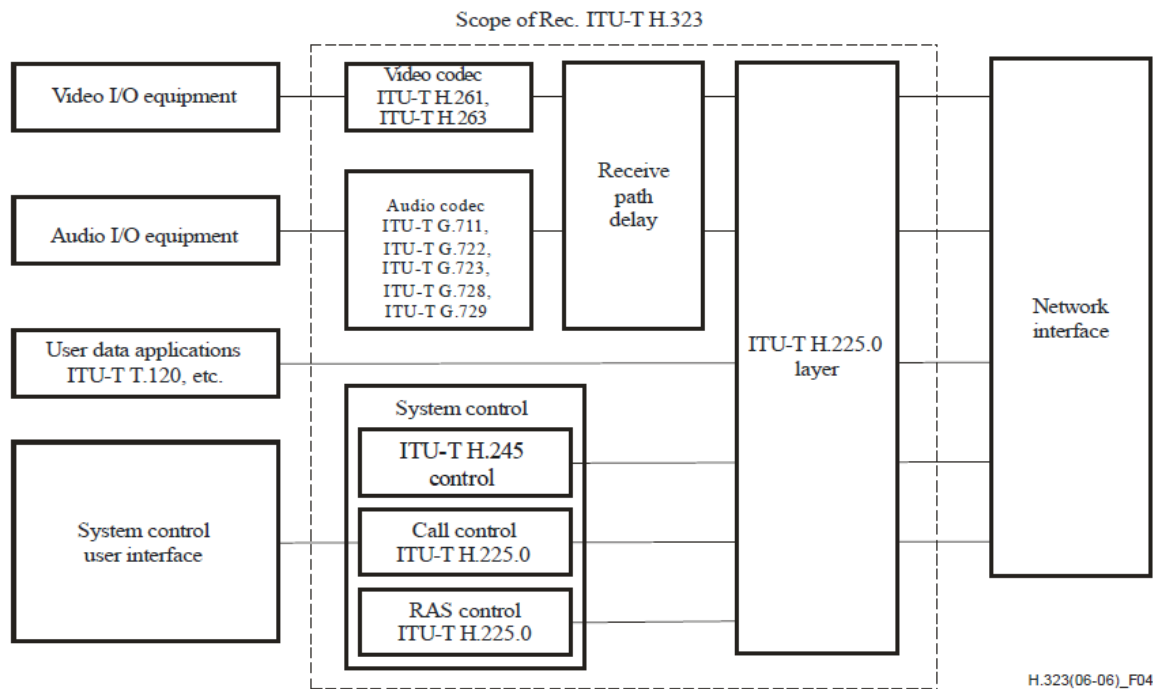 Scope of Rec. ITU-T H.323
Video I/O equipment
Video codec
ITU-T H.261,
ITU-T H.263
Receive
path
delay
Audio I/O equipment
Audio codec
ITU-T G.711,
ITU-T G.722,
ITU-T G.723,
ITU-T G.728,
ITU-T G.729
User data applications
ITU-T T.120, etc.
ITU-T H.225.0
layer
Network
interface
System control
ITU-T H.245
control
System control
user interface
Call control
ITU-T H.225.0
RAS control
ITU-T H.225.0
H.323(06-06)_F04